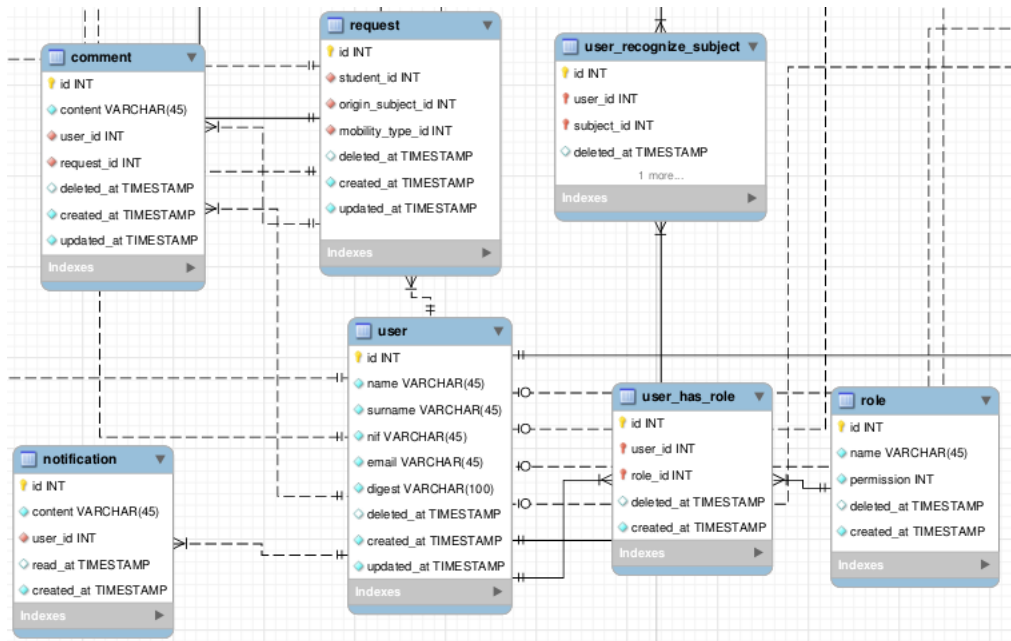 comment
id INT
content VARCHAR(45)
user_id INT
request_id INT
deleted_at TIMESTAMP
created_at TIMESTAMP
updated_at TIMESTAMP
Indexes
request
id INT
student_id INT
origin_subject_id INT
mobility_type_id INT
deleted_at TIMESTAMP
created_at TIMESTAMP
updated_at TIMESTAMP
Indexes
user_recognize_subject
id INT
user_id INT
subject_id INT
deleted_at TIMESTAMP
1 more...
Indexes
notification
id INT
content VARCHAR(45)
user_id INT
read_at TIMESTAMP
created_at TIMESTAMP
Indexes
user
id INT
name VARCHAR(45)
surname VARCHAR(45)
nif VARCHAR(45)
email VARCHAR(45)
digest VARCHAR(100)
deleted_at TIMESTAMP
created_at TIMESTAMP
updated_at TIMESTAMP
Indexes
user_has_role
id INT
user_id INT
role_id INT
deleted_at TIMESTAMP
created_at TIMESTAMP
Indexes
role
id INT
name VARCHAR(45)
permission INT
deleted_at TIMESTAMP
created_at TIMESTAMP
Indexes